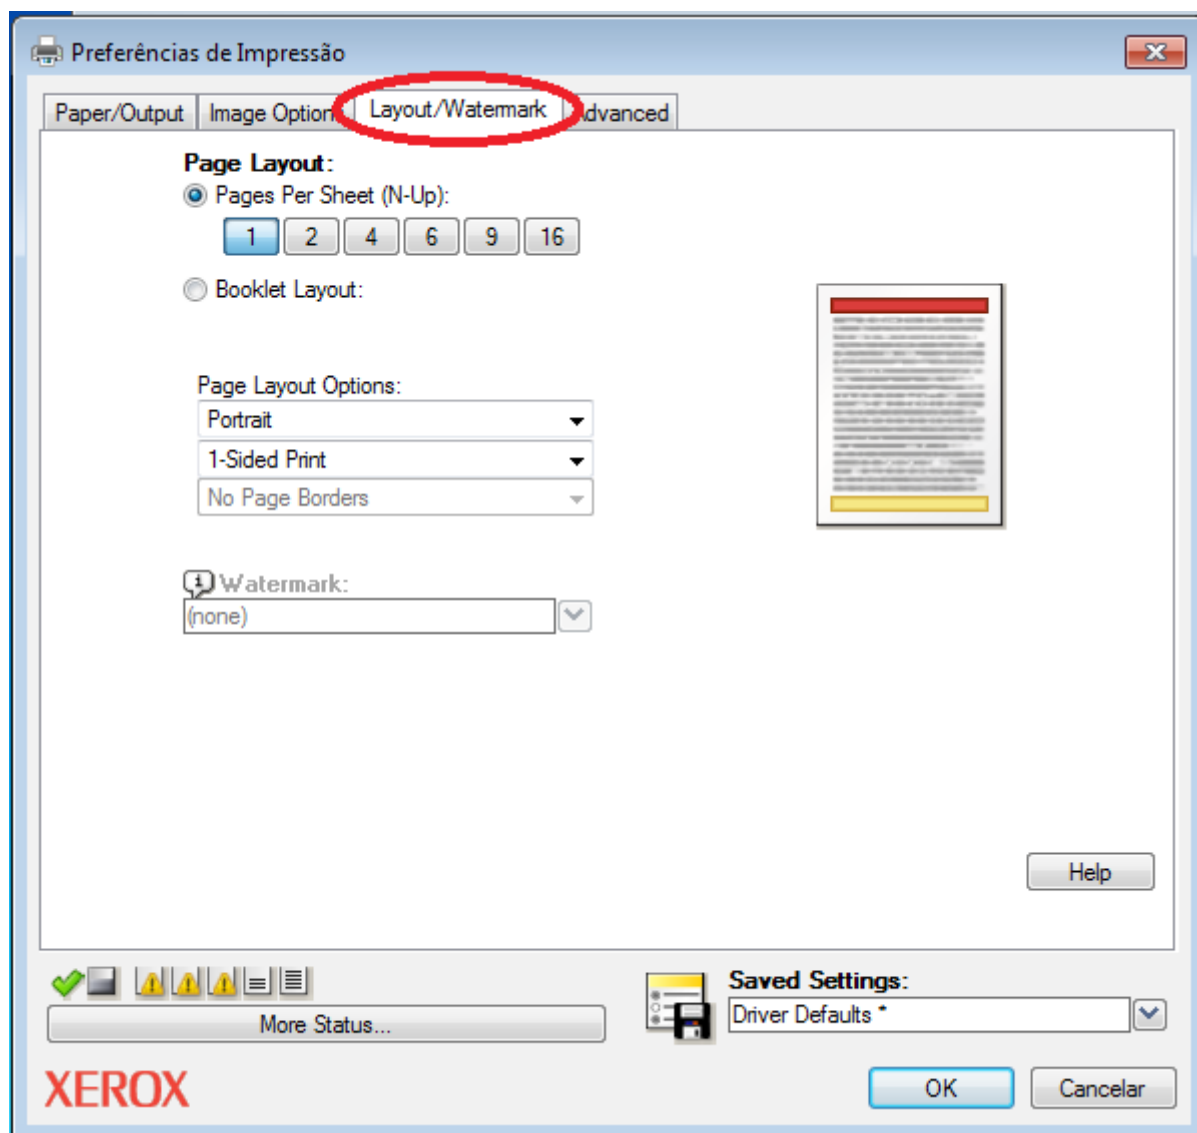 Preferências de Impressão
Paper/Output Image Option Layout/Watermark dvanced
Page Layout:
Pages Per Sheet (N-Up):
1 2 4 6 9 16
Booklet Layout:
Page Layout Options:
Portrait
1-Sided Print
No Page Borders
Watermark:
(none)
Help
More Status...
Saved Settings:
Driver Defaults *
XEROX
OK Cancelar